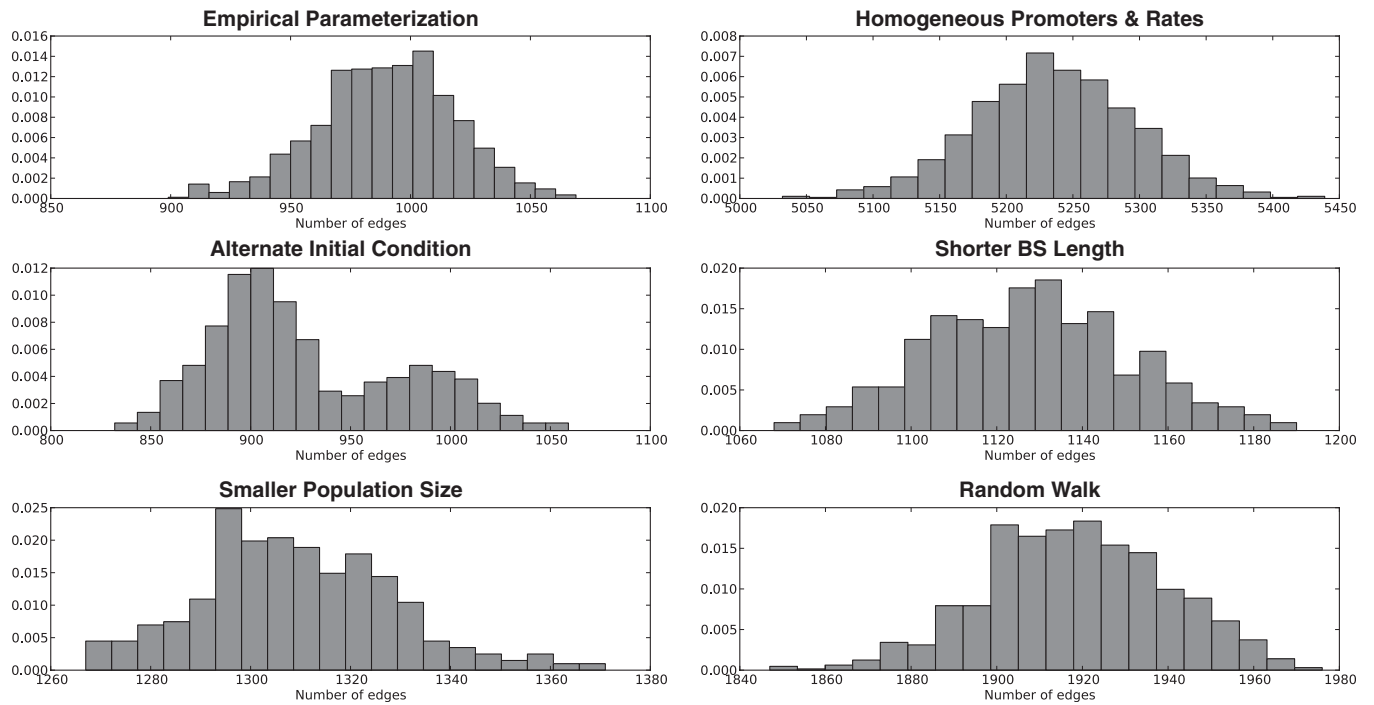 Empirical Parameterization
0.016
0.014
0.012
0.010
0.008
0.006
0.004
0.002
0.000
850 900 950 1000 1050 1100
Number of edges
Homogeneous Promoters & Rates
0.008
0.007
0.006
0.005
0.004
0.003
0.002
0.001
0.000
5000 5050 5100 5150 5200 5250 5300 5350 5400 5450
Number of edges
Alternate Initial Condition
0.012
0.010
0.008
0.006
0.004
0.002
0.000
800 850 900 950 1000 1050 1100
Number of edges
Shorter BS Length
0.020
0.015
0.010
0.005
0.000
1060 1080 1100 1120 1140 1160 1180 1200
Number of edges
Smaller Population Size
0.025
0.020
0.015
0.010
0.005
0.000
1260 1280 1300 1320 1340 1360 1380
Number of edges
Random Walk
0.020
0.015
0.010
0.005
0.000
1840 1860 1880 1900 1920 1940 1960 1980
Number of edges